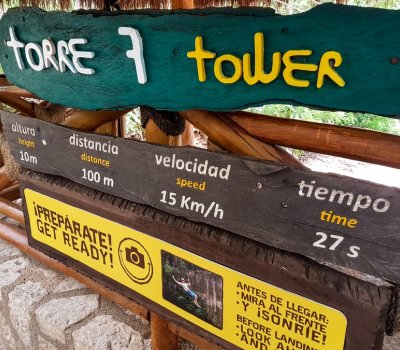 TORRE 7 TOWER
altura distancia velocidad tiempo
height distance speed time
10m 100 m 15 Km/h 27 s
¡PREPÁRATE!
GET READY!
ANTES DE LLEGAR:
·MIRA AL FRENTE
·Y ¡SONRÍE!
BEFORE LANDING
·LOOK
AND